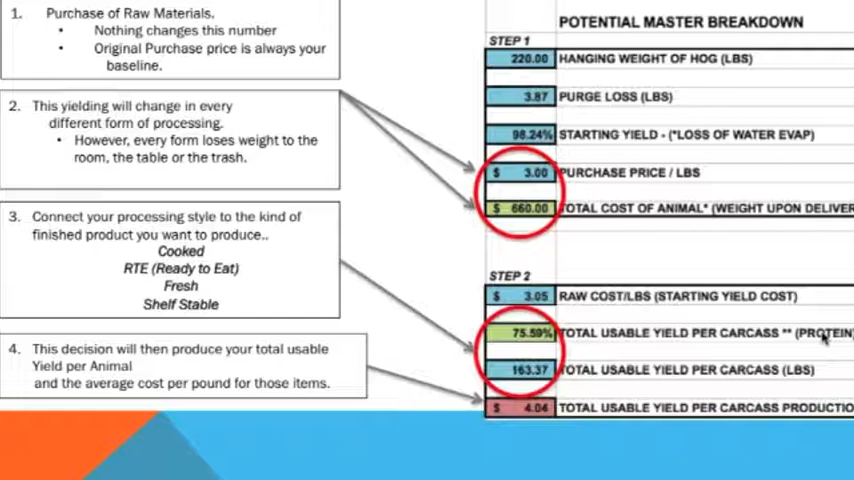 1. Purchase of Raw Materials.
• Nothing changes this number
• Original Purchase price is always your
baseline.
2. This yielding will change in every
different form of processing.
• However, every form loses weight to the
room, the table or the trash.
3. Connect your processing style to the kind of
finished product you want to produce..
Cooked
RTE (Ready to Eat)
Fresh
Shelf Stable
4. This decision will then produce your total usable
Yield per Animal
and the average cost per pound for those items.
POTENTIAL MASTER BREAKDOWN
STEP 1
220.00 HANGING WEIGHT OF HOG (LBS)
3.87 PURGE LOSS (LBS)
98.24% STARTING YIELD - (*LOSS OF WATER EVAP)
$ 3.00 PURCHASE PRICE / LBS
$ 660.00 TOTAL COST OF ANIMAL* (WEIGHT UPON DELIVER
STEP 2
$ 3.05 RAW COST/LBS (STARTING YIELD COST)
75.59% TOTAL USABLE YIELD PER CARCASS ** (PROTEIN)
163.37 TOTAL USABLE YIELD PER CARCASS (LBS)
$ 4.04 TOTAL USABLE YIELD PER CARCASS PRODUCTIO